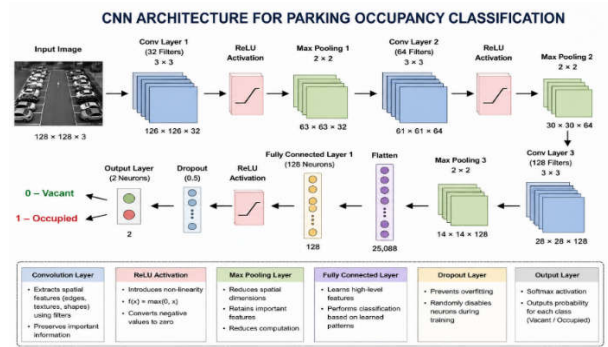 CNN ARCHITECTURE FOR PARKING OCCUPANCY CLASSIFICATION
Input Image
128 × 128 × 3
Conv Layer 1
(32 Filters)
3 × 3
126 × 126 × 32
ReLU
Activation
Max Pooling 1
2 × 2
63 × 63 × 32
Conv Layer 2
(64 Filters)
3 × 3
61 × 61 × 64
ReLU
Activation
Max Pooling 2
2 × 2
30 × 30 × 64
Conv Layer 3
(128 Filters)
3 × 3
28 × 28 × 128
Max Pooling 3
2 × 2
14 × 14 × 128
Flatten
25,088
Fully Connected Layer 1
(128 Neurons)
128
ReLU
Activation
Dropout
(0.5)
Output Layer
(2 Neurons)
2
0 – Vacant
1 – Occupied
Convolution Layer
• Extracts spatial
features (edges,
textures, shapes)
using filters
• Preserves important
information
ReLU Activation
• Introduces non-linearity
• f(x) = max(0, x)
• Converts negative
values to zero
Max Pooling Layer
• Reduces spatial
dimensions
• Retains important
features
• Reduces computation
Fully Connected Layer
• Learns high-level
features
• Performs classification
based on learned
patterns
Dropout Layer
• Prevents overfitting
• Randomly disables
neurons during
training
Output Layer
• Softmax activation
• Outputs probability
for each class
(Vacant / Occupied)